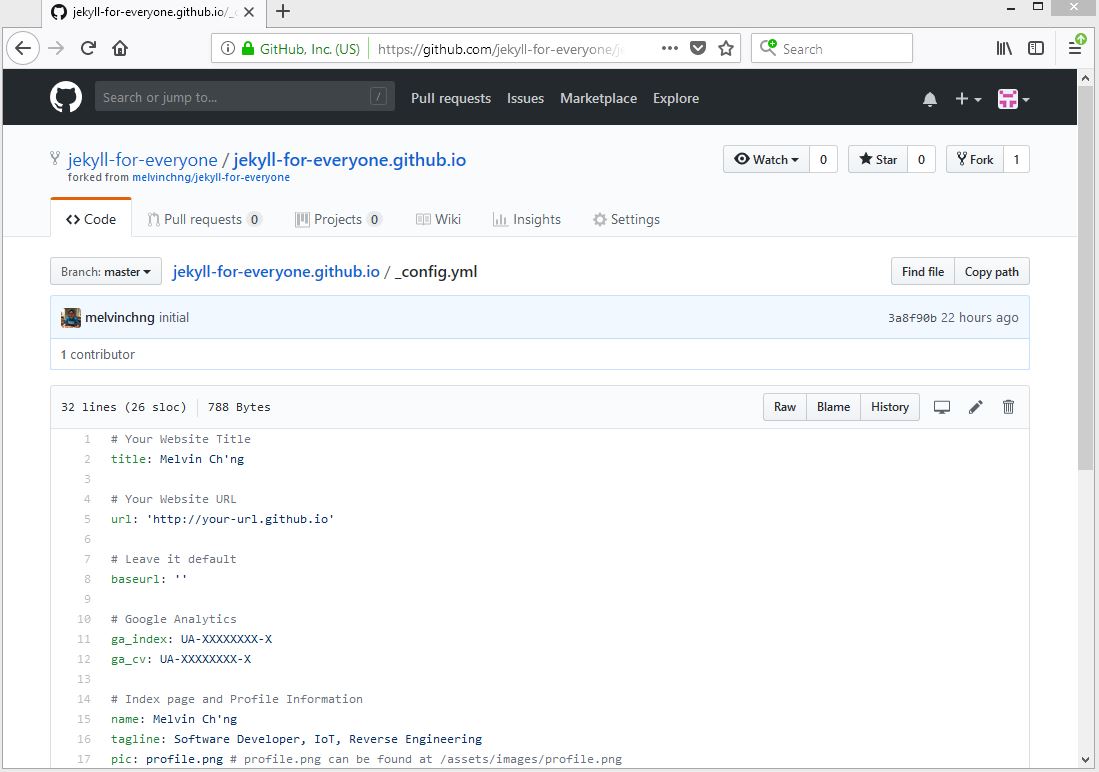 jekyll-for-everyone.github.io/_c
GitHub, Inc. (US) https://github.com/jekyll-for-everyone/je Search
Search or jump to... / Pull requests Issues Marketplace Explore
jekyll-for-everyone / jekyll-for-everyone.github.io Watch 0 Star 0 Fork 1
forked from melvinchng/jekyll-for-everyone
<> Code Pull requests 0 Projects 0 Wiki Insights Settings
Branch: master jekyll-for-everyone.github.io / _config.yml Find file Copy path
melvinchng initial 3a8f90b 22 hours ago
1 contributor
32 lines (26 sloc) 788 Bytes Raw Blame History
1 # Your Website Title
2 title: Melvin Ch'ng
3
4 # Your Website URL
5 url: 'http://your-url.github.io'
6
7 # Leave it default
8 baseurl: ''
9
10 # Google Analytics
11 ga_index: UA-XXXXXXXX-X
12 ga_cv: UA-XXXXXXXX-X
13
14 # Index page and Profile Information
15 name: Melvin Ch'ng
16 tagline: Software Developer, IoT, Reverse Engineering
17 pic: profile.png # profile.png can be found at /assets/images/profile.png